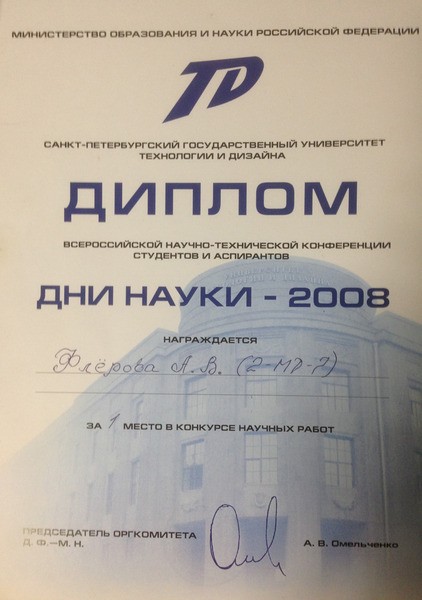 МИНИСТЕРСТВО ОБРАЗОВАНИЯ И НАУКИ РОССИЙСКОЙ ФЕДЕРАЦИИ
ТД
САНКТ-ПЕТЕРБУРГСКИЙ ГОСУДАРСТВЕННЫЙ УНИВЕРСИТЕТ
ТЕХНОЛОГИИ И ДИЗАЙНА
ДИПЛОМ
ВСЕРОССИЙСКОЙ НАУЧНО-ТЕХНИЧЕСКОЙ КОНФЕРЕНЦИИ
СТУДЕНТОВ И АСПИРАНТОВ
ДНИ НАУКИ - 2008
НАГРАЖДАЕТСЯ
Флёрова А.В. (2-МД-7)
ЗА 1 МЕСТО В КОНКУРСЕ НАУЧНЫХ РАБОТ
ПРЕДСЕДАТЕЛЬ ОРГКОМИТЕТА
Д. Ф.–М. Н.
А. В. Омельченко